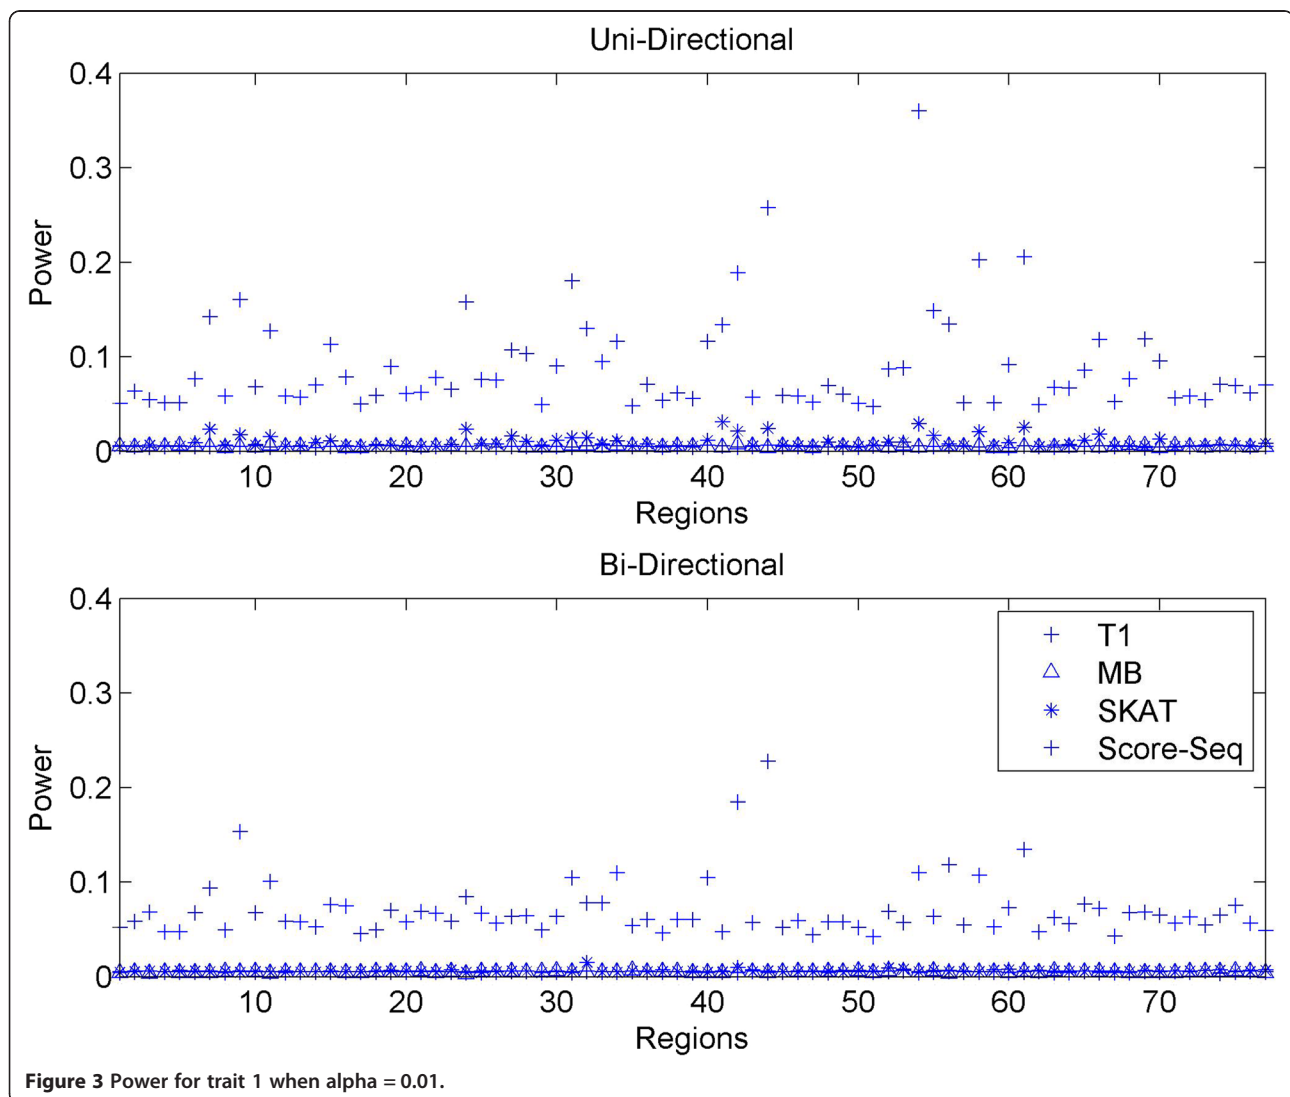 Uni-Directional
0.4
0.3
0.2
0.1
0
Power
10 20 30 40 50 60 70
Regions
Bi-Directional
0.4
0.3
0.2
0.1
0
Power
T1
MB
SKAT
Score-Seq
10 20 30 40 50 60 70
Regions
Figure 3 Power for trait 1 when alpha = 0.01.